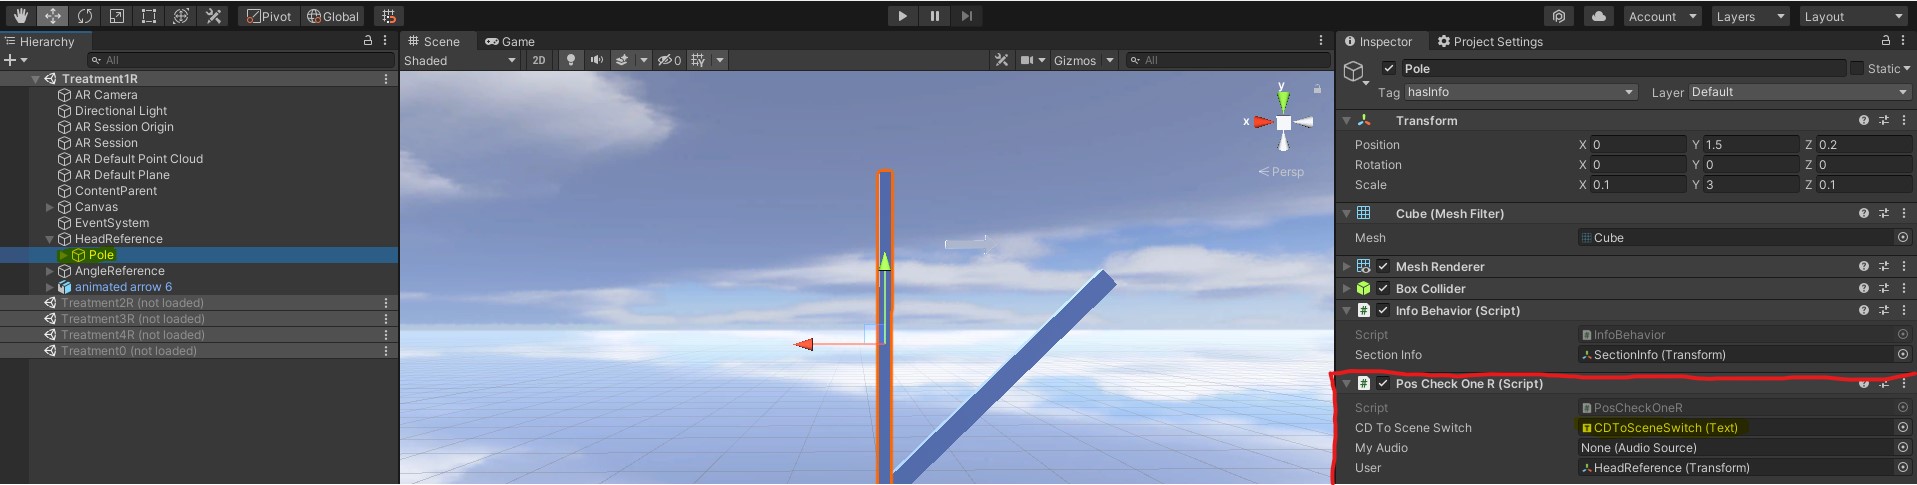 Pivot Global Account Layers Layout
Hierarchy
All
Treatment1R
AR Camera
Directional Light
AR Session Origin
AR Session
AR Default Point Cloud
AR Default Plane
ContentParent
Canvas
EventSystem
HeadReference
Pole
AngleReference
animated arrow 6
Treatment2R (not loaded)
Treatment3R (not loaded)
Treatment4R (not loaded)
Treatment0 (not loaded)
Scene Game
Shaded 2D 0 Gizmos All
y
x
Persp
Inspector Project Settings
Pole Static
Tag hasInfo Layer Default
Transform
Position X 0 Y 1.5 Z 0.2
Rotation X 0 Y 0 Z 0
Scale X 0.1 Y 3 Z 0.1
Cube (Mesh Filter)
Mesh Cube
Mesh Renderer
Box Collider
# Info Behavior (Script)
Script InfoBehavior
Section Info SectionInfo (Transform)
# Pos Check One R (Script)
Script PosCheckOneR
CD To Scene Switch CDToSceneSwitch (Text)
My Audio None (Audio Source)
User HeadReference (Transform)